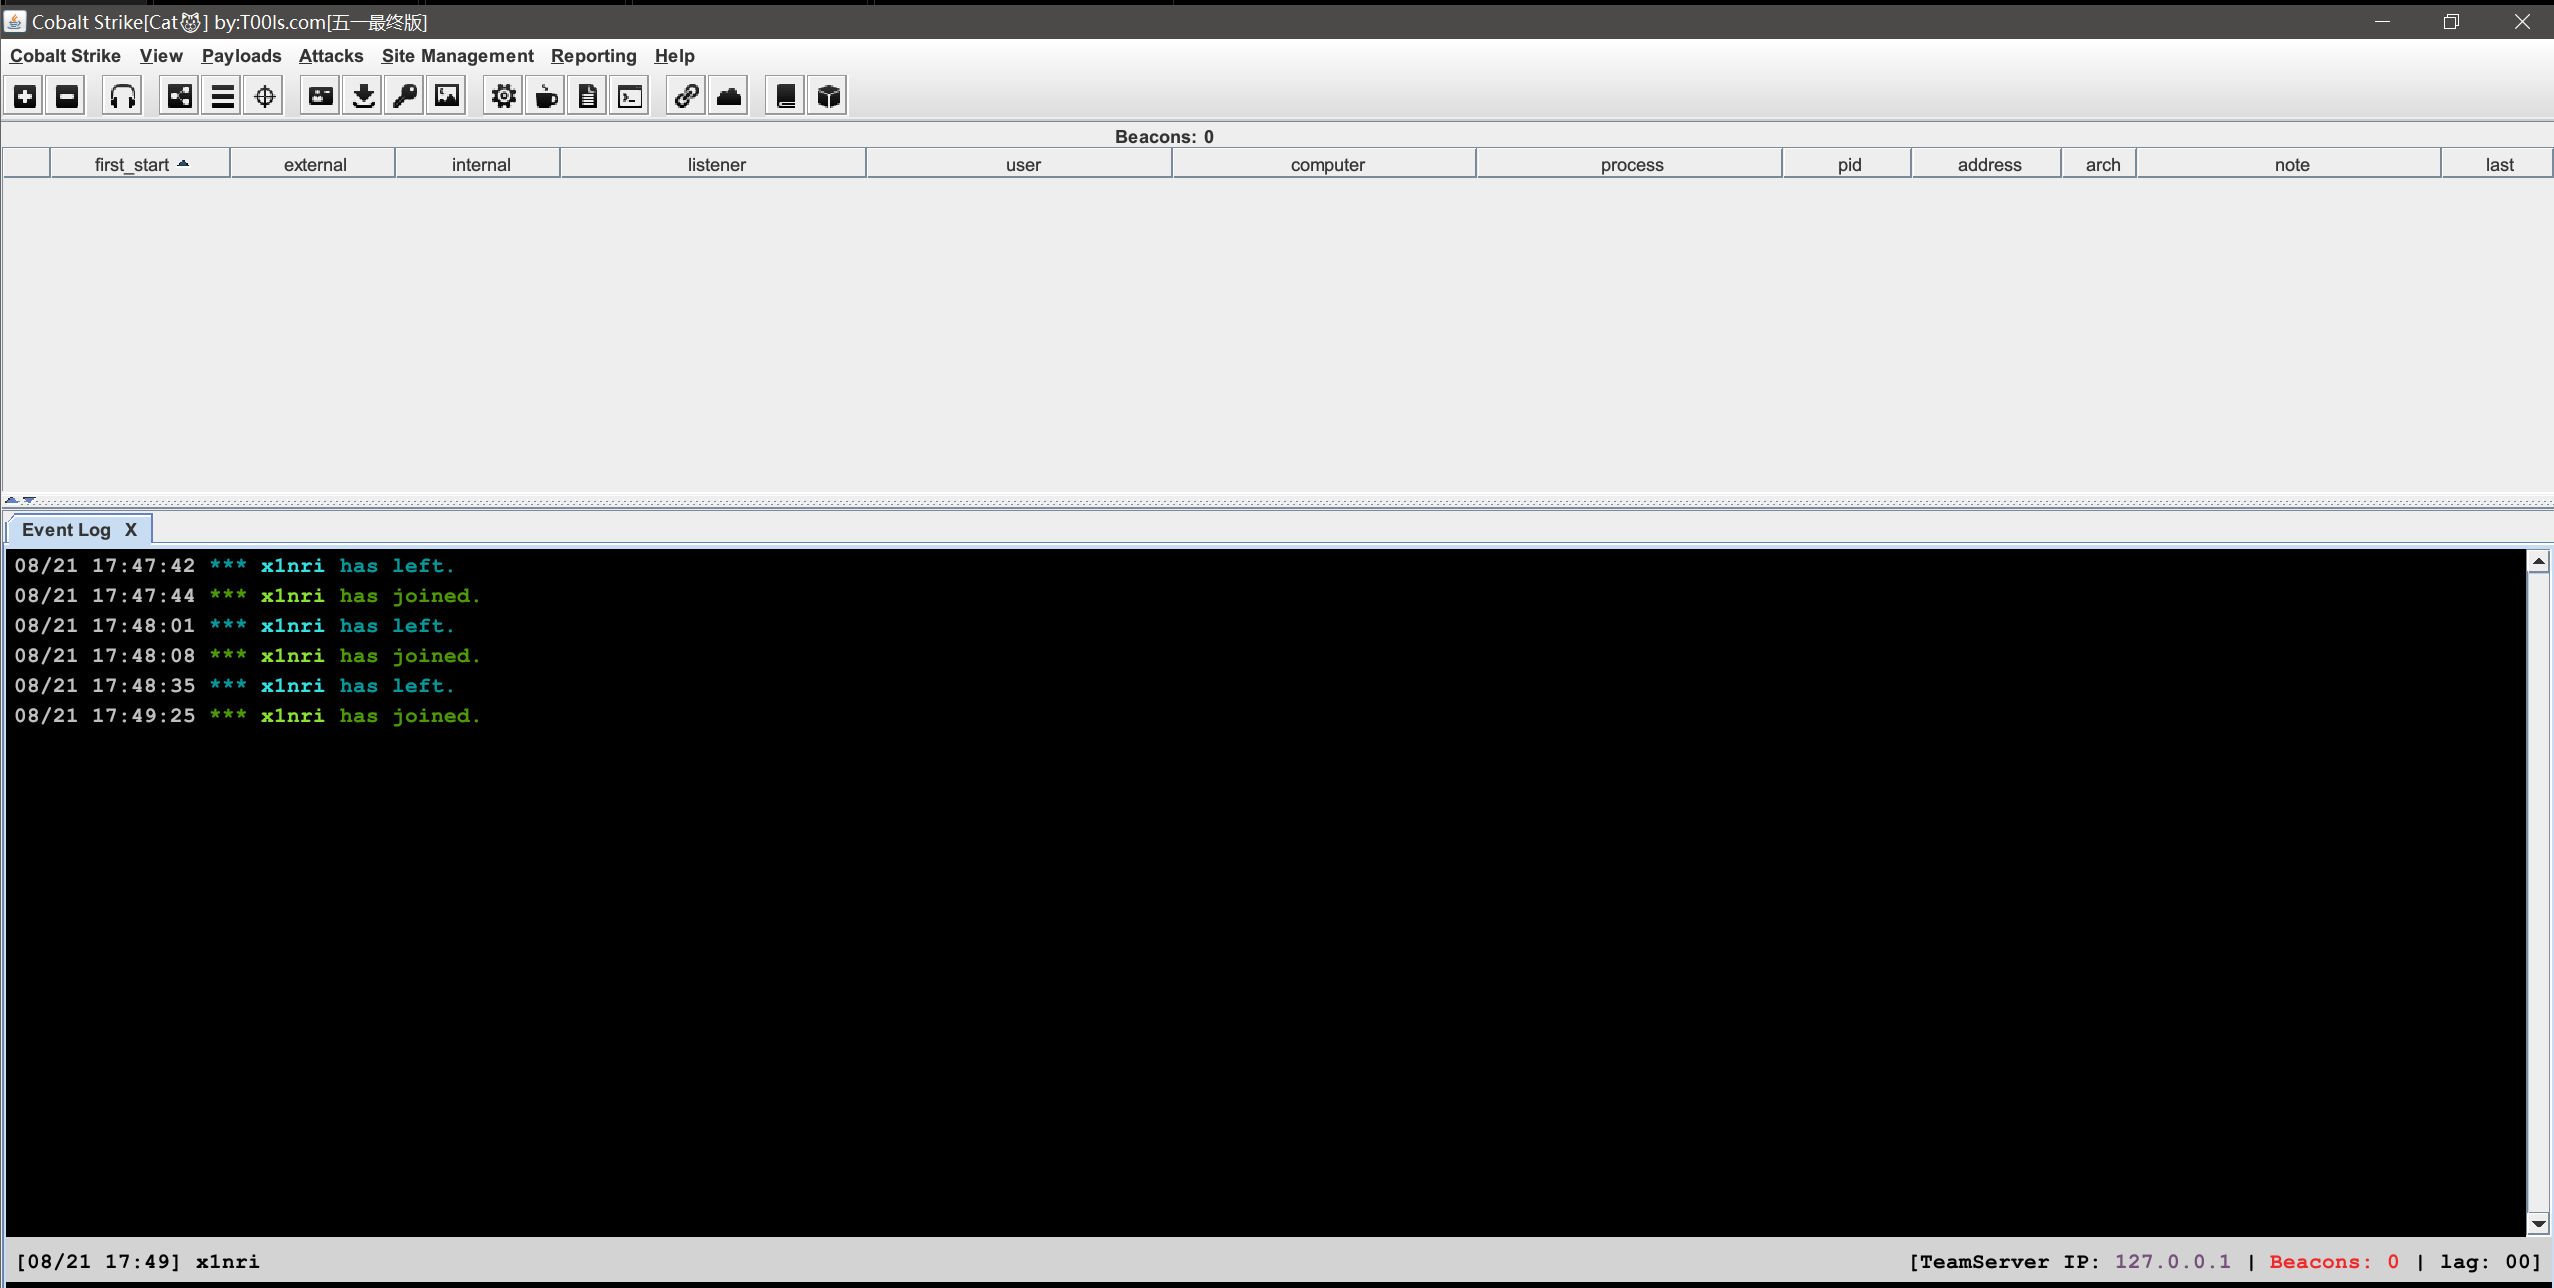 Cobalt Strike[Cat😼] by:T00ls.com[五一最终版]
Cobalt Strike View Payloads Attacks Site Management Reporting Help
Beacons: 0
first_start external internal listener user computer process pid address arch note last
Event Log X
08/21 17:47:42 *** x1nri has left.
08/21 17:47:44 *** x1nri has joined.
08/21 17:48:01 *** x1nri has left.
08/21 17:48:08 *** x1nri has joined.
08/21 17:48:35 *** x1nri has left.
08/21 17:49:25 *** x1nri has joined.
[08/21 17:49] x1nri [TeamServer IP: 127.0.0.1 | Beacons: 0 | lag: 00]